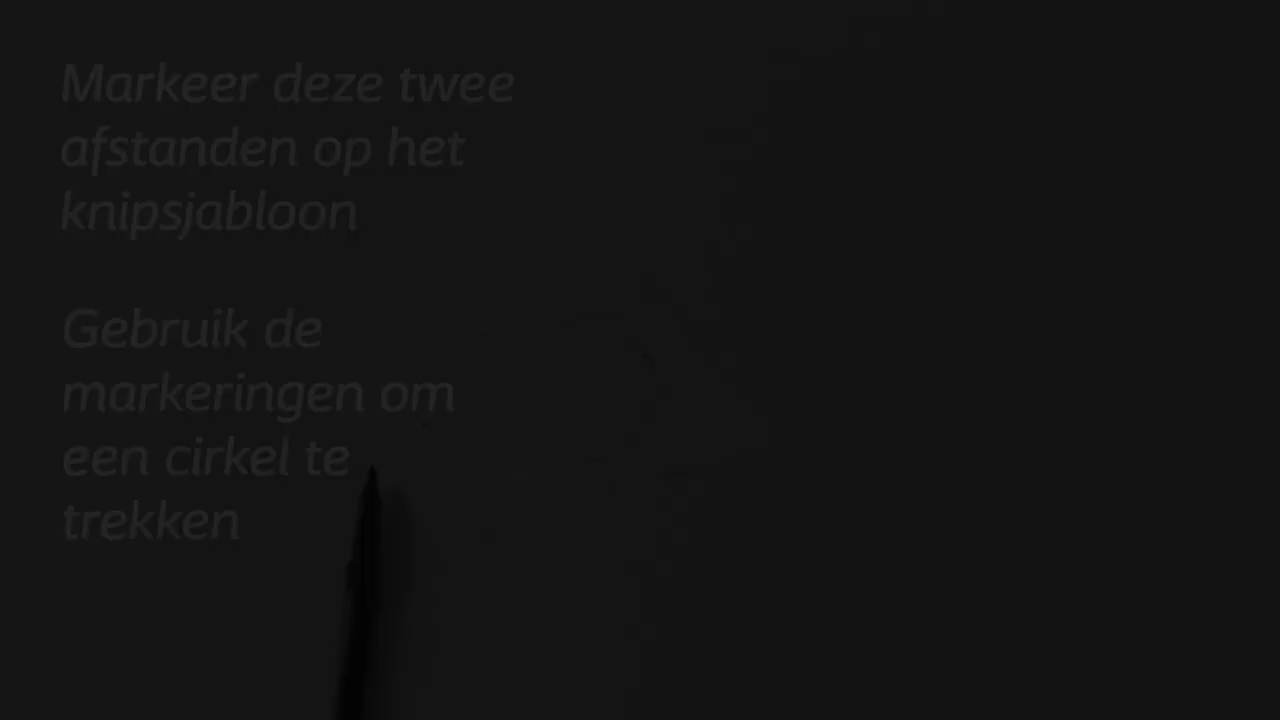 Markeer deze twee
afstanden op het
knipsjabloon
Gebruik de
markeringen om
een cirkel te
trekken